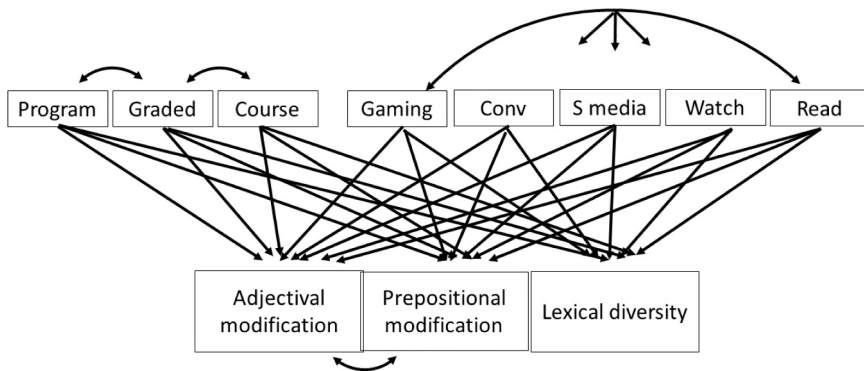 Program Graded Course Gaming Conv S media Watch Read
Adjectival modification
Prepositional modification
Lexical diversity